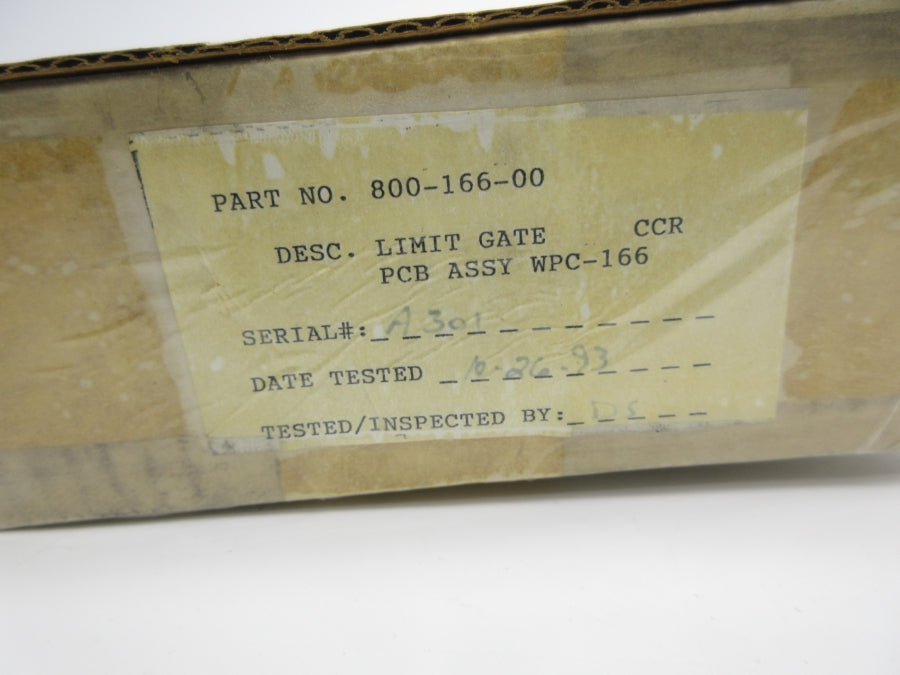 PART NO. 800-166-00
DESC. LIMIT GATE CCR
PCB ASSY WPC-166
SERIAL#: A301
DATE TESTED 10-26-93
TESTED/INSPECTED BY: DS